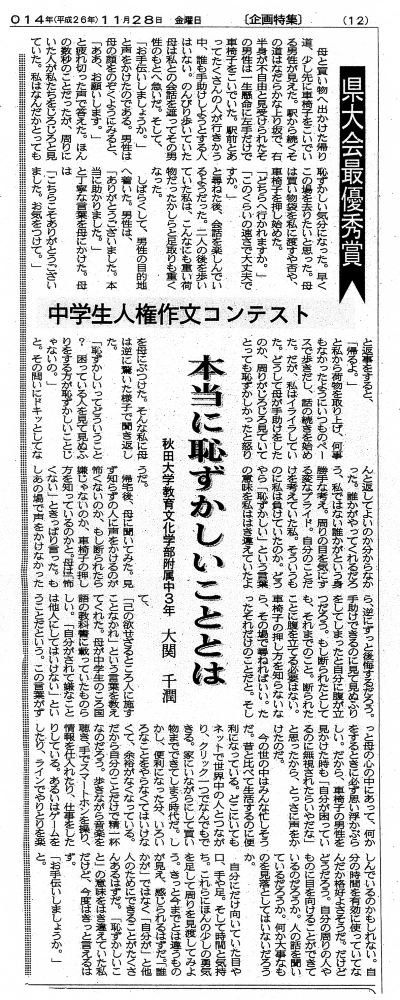 014年(平成26年)11月28日　金曜日　〔企画特集〕　(12)
県大会最優秀賞
　母と買い物へ出かけた帰り
道、少し先に車椅子をこいでい
る男性が見えた。駅から続くそ
の道はなだらかな上り坂で、右
半身が不自由と見受けられたそ
の男性は一生懸命に左手だけで
車椅子をこいでいた。駅前とあ
ってたくさんの人が行きかう
中、誰も手助けしようとする人
はいない。のんびり歩いていた
母は私との会話を遮ってその男
性のもとへ急いだ。そして、
「お手伝いしましょうか。」
と声をかけたのである。男性は
母の顔をのぞくようにみると、
「ああ、お願いします。」
と疲れ切った声で答えた。ほん
の数秒のことだったが、周りに
いた人が私たちをじろじろと見
ていた。私はなんだかとっても
恥ずかしい気分になった。早く
この場を去りたいと思った。母
は買い物袋を私に渡すや否や、
車椅子を押し始めた。
「どちらへ行かれますか。」
「このくらいの速さで大丈夫で
すか。」
と尋ねた後、会話を楽しんでい
るようだった。二人の後を歩い
ていた私は、こんなにも重い荷
物だったかしらと足取りも重く
なった。
　しばらくして、男性の目的地
へ着いた。男性は、
「ありがとうございました。本
当に助かりました。」
と丁寧な言葉を母にかけた。母
は
「こちらこそありがとうござい
ました。お気をつけて。」
中学生人権作文コンテスト
本当に恥ずかしいこととは
秋田大学教育文化学部附属中3年　大関　千潤
と返事をすると、
「帰るよ。」
と私から荷物を取り上げ、何事
もなかったようにいつものペー
スで歩きだし、話の続きを始め
た。だが、私はイライラしてい
た。どうして母が手助けをした
のか、周りがじろじろ見ていて
とっても恥ずかしかったと怒り
を母にぶつけた。そんな私に母
は逆に驚いた様子で聞き返し
た。
「恥ずかしいってどういうこと
？　困っている人を見て見ぬふ
りをする方が恥ずかしいことじ
ゃないの。」
と。その問いにドキッとしてな
んと返してよいのか分からなか
った。誰かがやってくれるだろ
う、私ではない誰かがという身
勝手な考え。周りの目を気にす
る変なプライド。自分のことだ
けを考えていた私。そういうも
のに私は負けていたのか。どう
やら「恥ずかしい」という言葉
の意味を私ははき違えていたよ
うだ。
　帰宅後、母に聞いてみた。見
ず知らずの人に声をかけるのが
怖くないのか、もし断られたら
嫌じゃないのか、車椅子の押し
方を知っているのかと。母は「怖
くない」ときっぱり言った。も
しあの場で声をかけなかった
ら、逆にずっと後悔するだろう。
手助けできるのに見て見ぬふり
をしてしまったと自分に腹が立
つだろう。もし断られたとして
も、それまでのこと。断られた
ことに腹を立てる必要はない。
車椅子の押し方を知らないな
ら、その場で尋ねればいい。た
ったそれだけのことだと。そし
て、
「己の欲せざるところ人に施す
ことなかれ」という言葉を教え
てくれた。母が中学生のころ国
語の教科書に載っていたものら
しい。「自分がされて嫌なこと
は他人にしてはいけない」とい
うことだという。この言葉がず
っと母の心の中にあって、何か
をするときに必ず思い浮かぶら
しい。だから、車椅子の男性を
見かけた時も「自分が困ってい
るのに無視されたらいやだな」
と思ったから、とっさに声をか
けたのだ。
　今の世の中はみんな忙しそう
だ。昔と比べて生活するのに便
利になっている。どこにいても
ネットで世界中の人とつなが
り、クリック一つでなんでもで
きる。家にいながらにして買い
物までできてしまう時代だ。し
かし、便利になった分、いろい
ろなことをやらなくてはいけな
くて、余裕がなくなっている。
だから自分のことだけで精一杯
なのだろう。歩きながら音楽を
聴き、手でスマートホンを操り、
情報を仕入れたり、仕事をした
りしている。あるいはゲームを
したり、ラインでやりとりを楽
しんでいるのかもしれない。自
分の時間を有効に使っていてな
んだか格好よさそうだ。だけど
どうだろう。自分の周りの人や
ものに目を向けることができて
いるのだろうか。人の話を聞い
ているだろうか。何か大事なも
のを見落としてはいないだろう
か。
　自分にだけ向いていた目や
口、手や足。そして時間と気持
ち。これらにほんの少しの勇気
を足して周りを見渡してみよ
う。きっと今までとは違うもの
が見え、感じられるはずだ。「誰
かが」ではなく「自分が」と他
人のためにできることがたくさ
んあるはずだ。「恥ずかしいこ
と」の意味をはき違えていた私
だけど、今度はきっと言えるは
ず。
「お手伝いしましょうか。」
と。